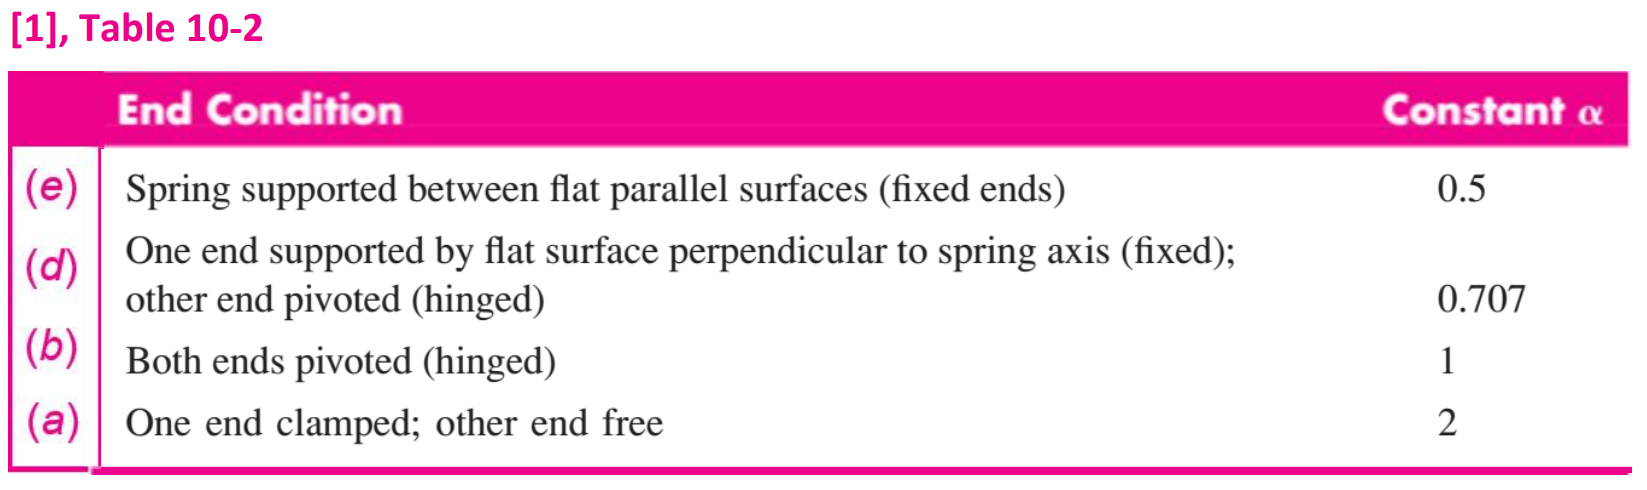 [1], Table 10-2
End Condition Constant α
(e) Spring supported between flat parallel surfaces (fixed ends) 0.5
(d) One end supported by flat surface perpendicular to spring axis (fixed);
other end pivoted (hinged) 0.707
(b) Both ends pivoted (hinged) 1
(a) One end clamped; other end free 2